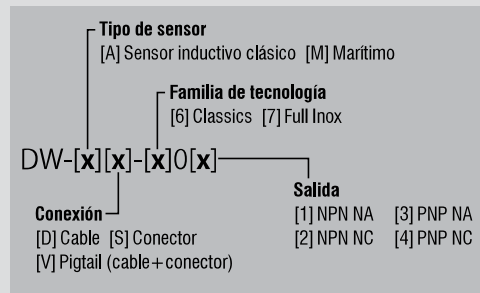 Tipo de sensor
[A] Sensor inductivo clásico [M] Marítimo
Familia de tecnología
[6] Classics [7] Full Inox
DW-[x][x]-[x]0[x]
Conexión
[D] Cable [S] Conector
[V] Pigtail (cable+conector)
Salida
[1] NPN NA [3] PNP NA
[2] NPN NC [4] PNP NC